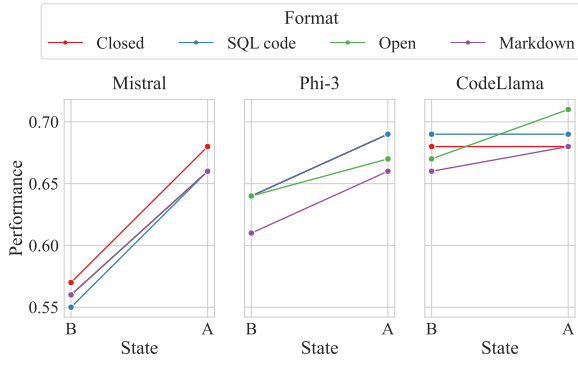 Format
Closed SQL code Open Markdown
Mistral Phi-3 CodeLlama
Performance
0.70
0.65
0.60
0.55
B A B A B A
State State State